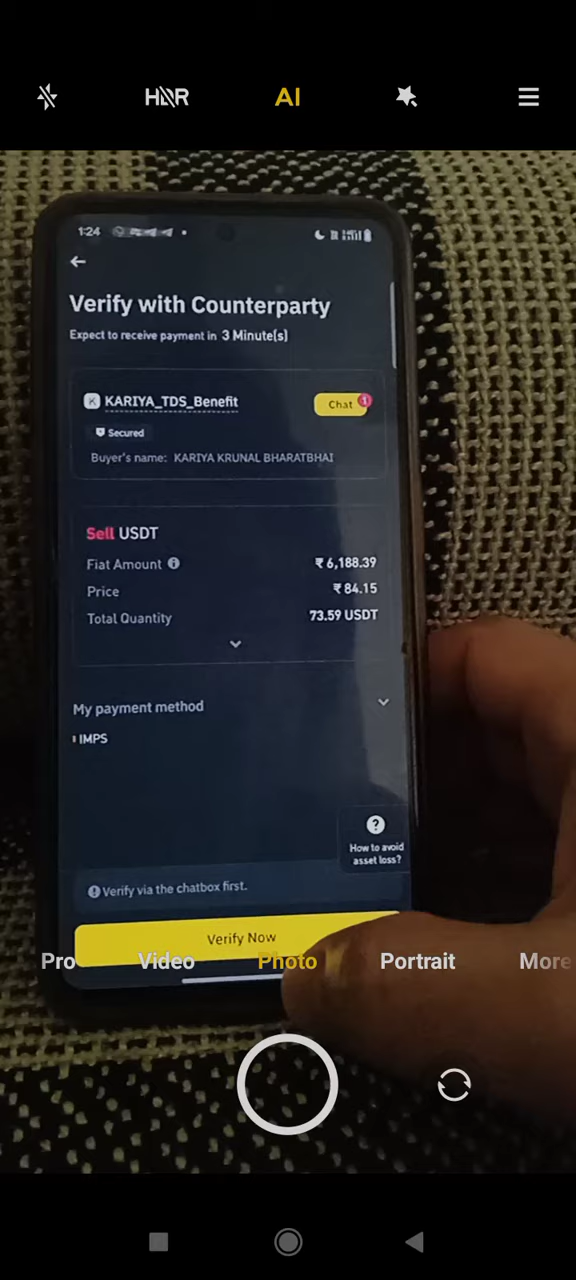 HDR
AI
1:24
Verify with Counterparty
Expect to receive payment in 3 Minute(s)
K KARIYA_TDS_Benefit
Chat 1
Secured
Buyer's name: KARIYA KRUNAL BHARATBHAI
Sell USDT
Fiat Amount ₹ 6,188.39
Price ₹ 84.15
Total Quantity 73.59 USDT
My payment method
IMPS
?
How to avoid
asset loss?
Verify via the chatbox first.
Verify Now
Pro Video Photo Portrait More